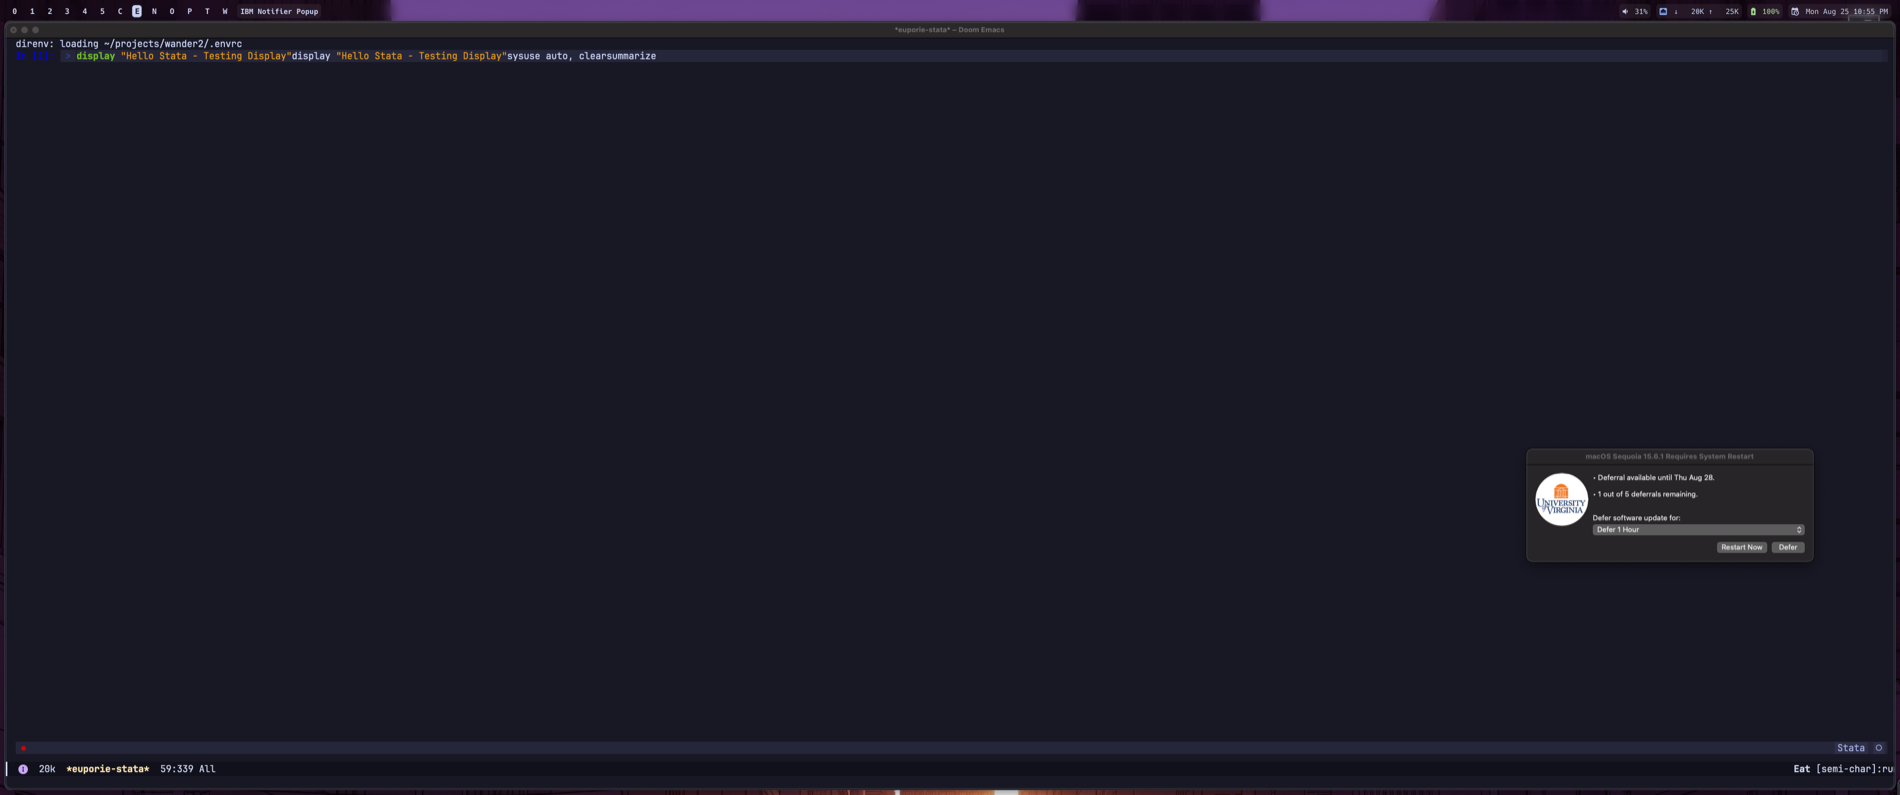 0 1 2 3 4 5 C E N O P T W IBM Notifier Popup
31% ↓ 20K ↑ 25K 100% Mon Aug 25 10:55 PM
*euporie-stata* – Doom Emacs
direnv: loading ~/projects/wander2/.envrc
> display "Hello Stata - Testing Display"display "Hello Stata - Testing Display"sysuse auto, clearsummarize
macOS Sequoia 15.6.1 Requires System Restart
• Deferral available until Thu Aug 28.
• 1 out of 5 deferrals remaining.
UNIVERSITY
of VIRGINIA
Defer software update for:
Defer 1 Hour
Restart Now Defer
Stata
20k *euporie-stata* 59:339 All
Eat [semi-char]:ru